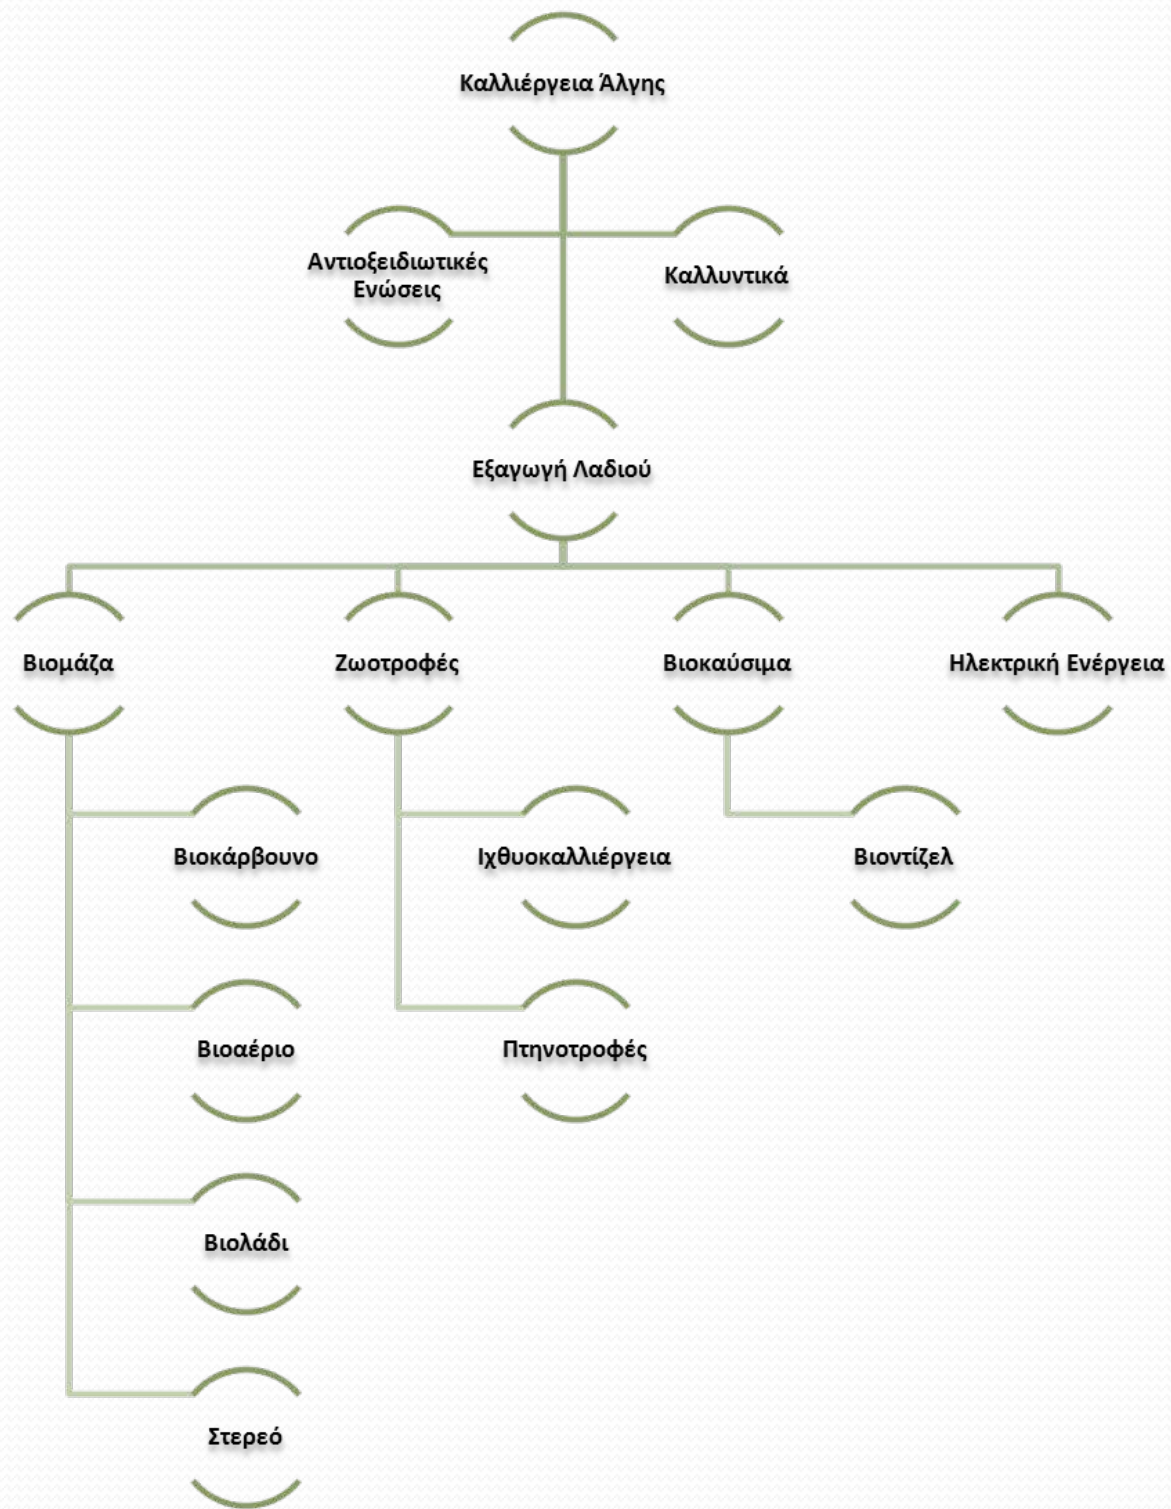 Καλλιέργεια Άλγης
Αντιοξειδωτικές
Ενώσεις
Καλλυντικά
Εξαγωγή Λαδιού
Βιομάζα
Ζωοτροφές
Βιοκαύσιμα
Ηλεκτρική Ενέργεια
Βιοκάρβουνο
Ιχθυοκαλλιέργεια
Βιοντίζελ
Βιοαέριο
Πτηνοτροφές
Βιολάδι
Στερεό